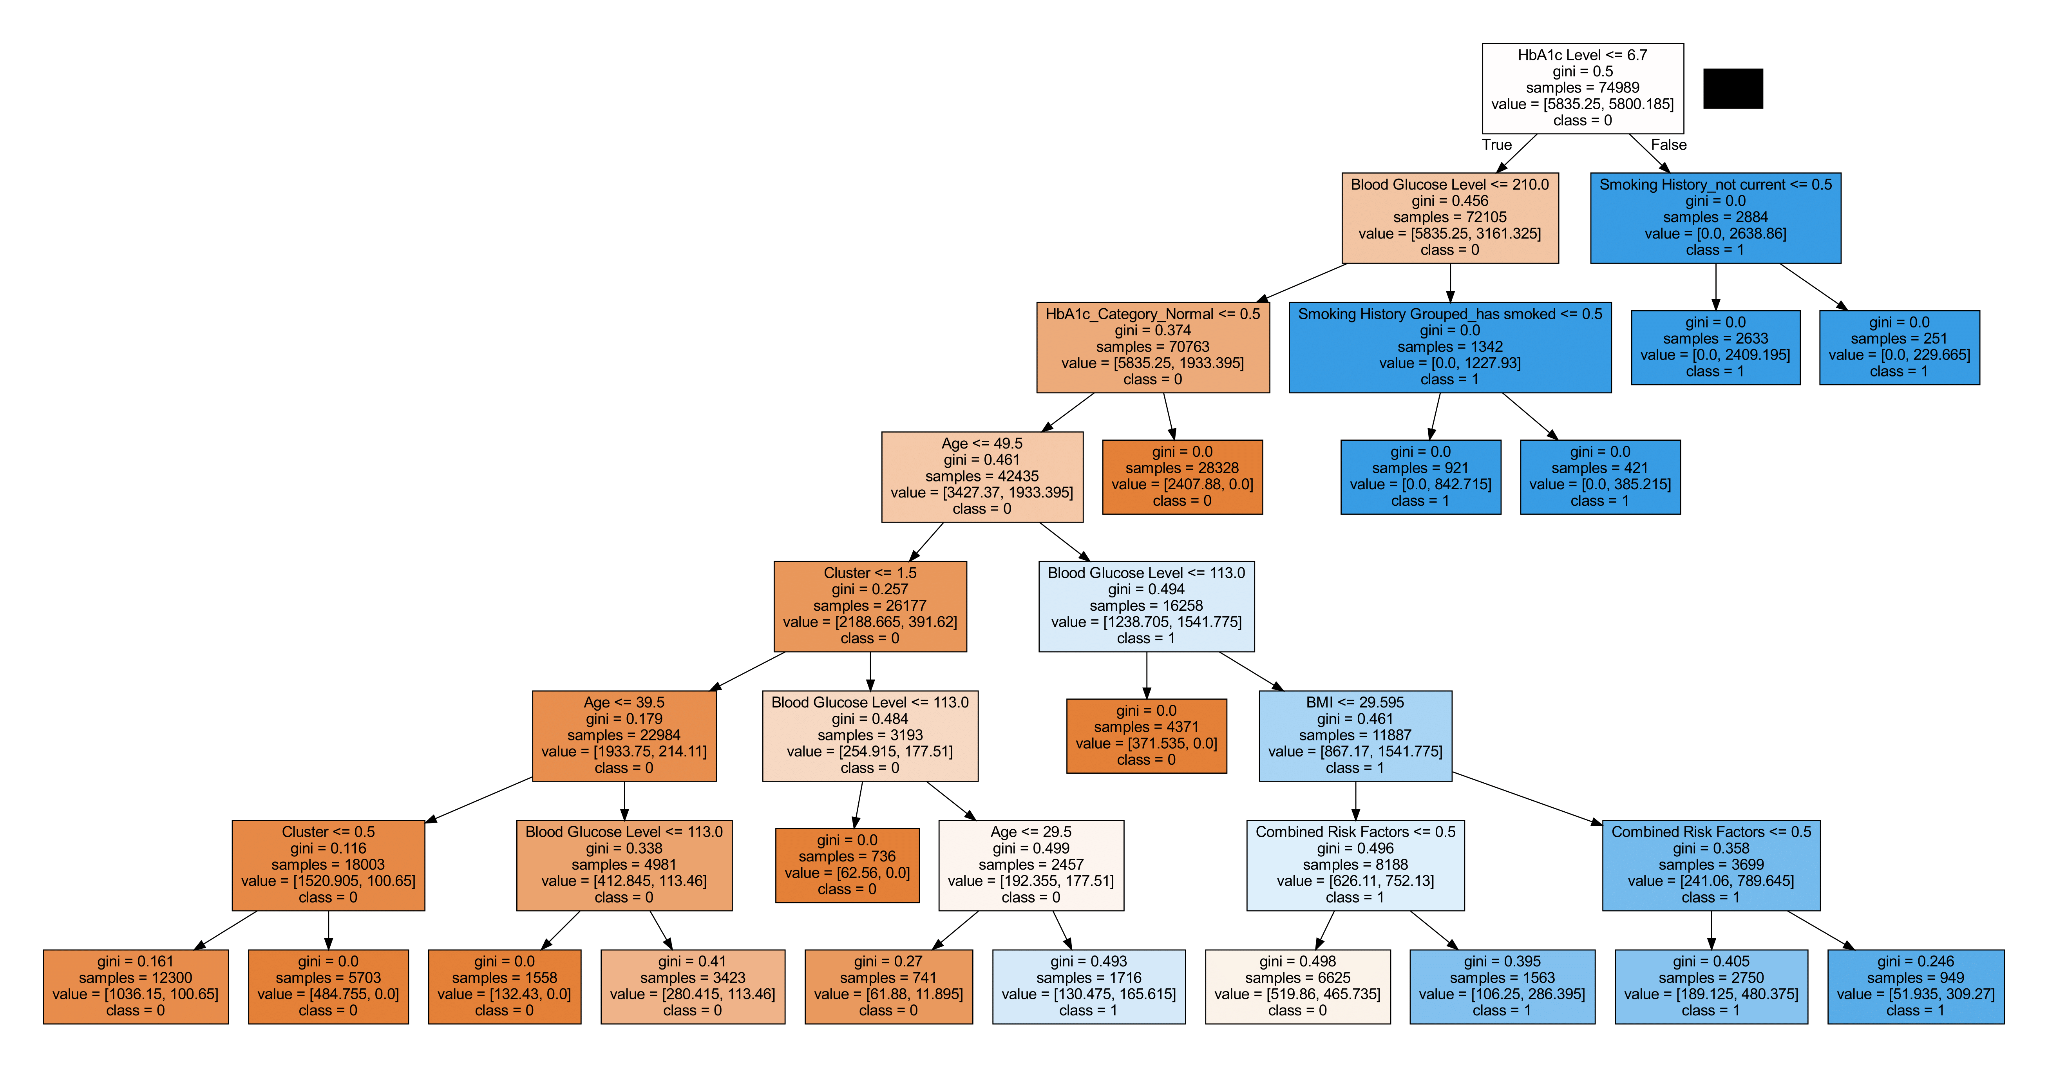 HbA1c Level <= 6.7
gini = 0.5
samples = 74989
value = [5835.25, 5800.185]
class = 0
True
False
Blood Glucose Level <= 210.0
gini = 0.456
samples = 72105
value = [5835.25, 3161.325]
class = 0
Smoking History_not current <= 0.5
gini = 0.0
samples = 2884
value = [0.0, 2638.86]
class = 1
HbA1c_Category_Normal <= 0.5
gini = 0.374
samples = 70763
value = [5835.25, 1933.395]
class = 0
Smoking History Grouped_has smoked <= 0.5
gini = 0.0
samples = 1342
value = [0.0, 1227.93]
class = 1
gini = 0.0
samples = 2633
value = [0.0, 2409.195]
class = 1
gini = 0.0
samples = 251
value = [0.0, 229.665]
class = 1
Age <= 49.5
gini = 0.461
samples = 42435
value = [3427.37, 1933.395]
class = 0
gini = 0.0
samples = 28328
value = [2407.88, 0.0]
class = 0
gini = 0.0
samples = 921
value = [0.0, 842.715]
class = 1
gini = 0.0
samples = 421
value = [0.0, 385.215]
class = 1
Cluster <= 1.5
gini = 0.257
samples = 26177
value = [2188.665, 391.62]
class = 0
Blood Glucose Level <= 113.0
gini = 0.494
samples = 16258
value = [1238.705, 1541.775]
class = 1
Age <= 39.5
gini = 0.179
samples = 22984
value = [1933.75, 214.11]
class = 0
Blood Glucose Level <= 113.0
gini = 0.484
samples = 3193
value = [254.915, 177.51]
class = 0
gini = 0.0
samples = 4371
value = [371.535, 0.0]
class = 0
BMI <= 29.595
gini = 0.461
samples = 11887
value = [867.17, 1541.775]
class = 1
Cluster <= 0.5
gini = 0.116
samples = 18003
value = [1520.905, 100.65]
class = 0
Blood Glucose Level <= 113.0
gini = 0.338
samples = 4981
value = [412.845, 113.46]
class = 0
gini = 0.0
samples = 736
value = [62.56, 0.0]
class = 0
Age <= 29.5
gini = 0.499
samples = 2457
value = [192.355, 177.51]
class = 0
Combined Risk Factors <= 0.5
gini = 0.496
samples = 8188
value = [626.11, 752.13]
class = 1
Combined Risk Factors <= 0.5
gini = 0.358
samples = 3699
value = [241.06, 789.645]
class = 1
gini = 0.161
samples = 12300
value = [1036.15, 100.65]
class = 0
gini = 0.0
samples = 5703
value = [484.755, 0.0]
class = 0
gini = 0.0
samples = 1558
value = [132.43, 0.0]
class = 0
gini = 0.41
samples = 3423
value = [280.415, 113.46]
class = 0
gini = 0.27
samples = 741
value = [61.88, 11.895]
class = 0
gini = 0.493
samples = 1716
value = [130.475, 165.615]
class = 1
gini = 0.498
samples = 6625
value = [519.86, 465.735]
class = 0
gini = 0.395
samples = 1563
value = [106.25, 286.395]
class = 1
gini = 0.405
samples = 2750
value = [189.125, 480.375]
class = 1
gini = 0.246
samples = 949
value = [51.935, 309.27]
class = 1